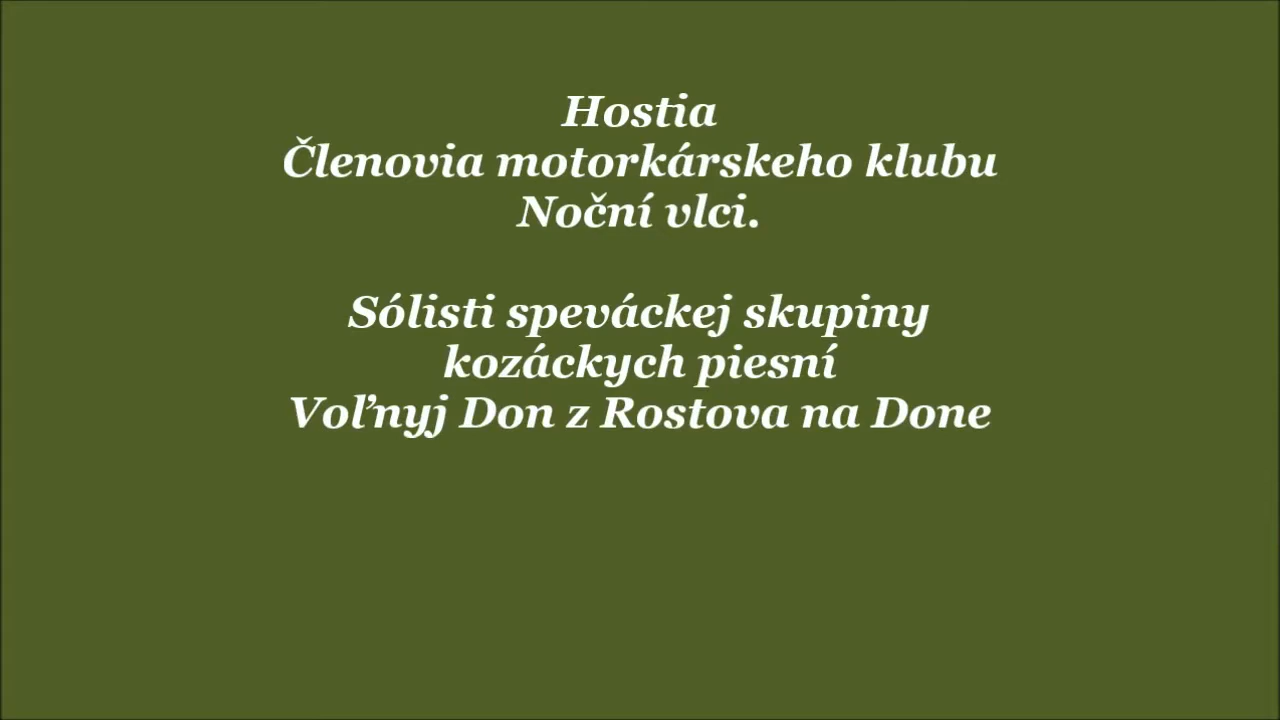 Hostia
Členovia motorkárskeho klubu
Noční vlci.
Sólisti speváckej skupiny
kozáckych piesní
Voľnyj Don z Rostova na Done